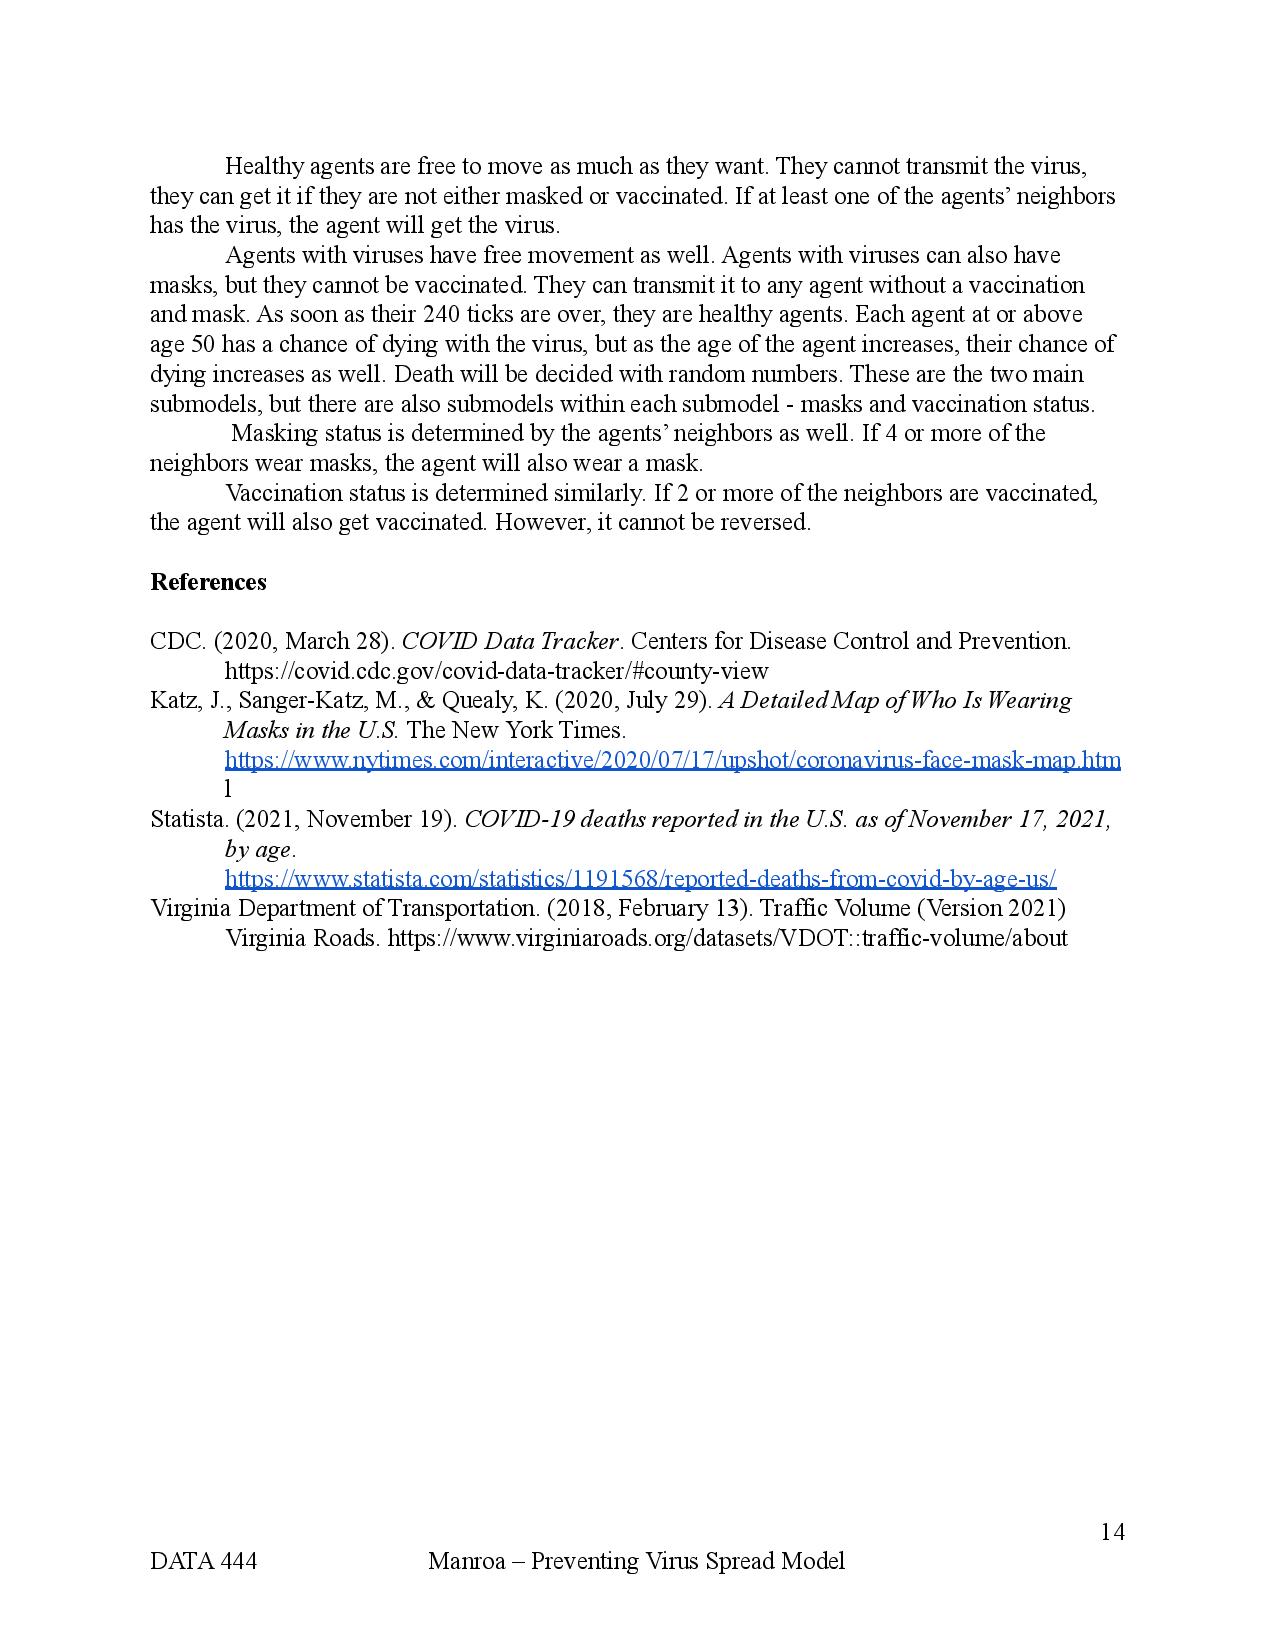 Healthy agents are free to move as much as they want. They cannot transmit the virus,
they can get it if they are not either masked or vaccinated. If at least one of the agents’ neighbors
has the virus, the agent will get the virus.
Agents with viruses have free movement as well. Agents with viruses can also have
masks, but they cannot be vaccinated. They can transmit it to any agent without a vaccination
and mask. As soon as their 240 ticks are over, they are healthy agents. Each agent at or above
age 50 has a chance of dying with the virus, but as the age of the agent increases, their chance of
dying increases as well. Death will be decided with random numbers. These are the two main
submodels, but there are also submodels within each submodel - masks and vaccination status.
Masking status is determined by the agents’ neighbors as well. If 4 or more of the
neighbors wear masks, the agent will also wear a mask.
Vaccination status is determined similarly. If 2 or more of the neighbors are vaccinated,
the agent will also get vaccinated. However, it cannot be reversed.
References
CDC. (2020, March 28). COVID Data Tracker. Centers for Disease Control and Prevention.
https://covid.cdc.gov/covid-data-tracker/#county-view
Katz, J., Sanger-Katz, M., & Quealy, K. (2020, July 29). A Detailed Map of Who Is Wearing
Masks in the U.S. The New York Times.
https://www.nytimes.com/interactive/2020/07/17/upshot/coronavirus-face-mask-map.htm
l
Statista. (2021, November 19). COVID-19 deaths reported in the U.S. as of November 17, 2021,
by age.
https://www.statista.com/statistics/1191568/reported-deaths-from-covid-by-age-us/
Virginia Department of Transportation. (2018, February 13). Traffic Volume (Version 2021)
Virginia Roads. https://www.virginiaroads.org/datasets/VDOT::traffic-volume/about
14
DATA 444 Manroa – Preventing Virus Spread Model